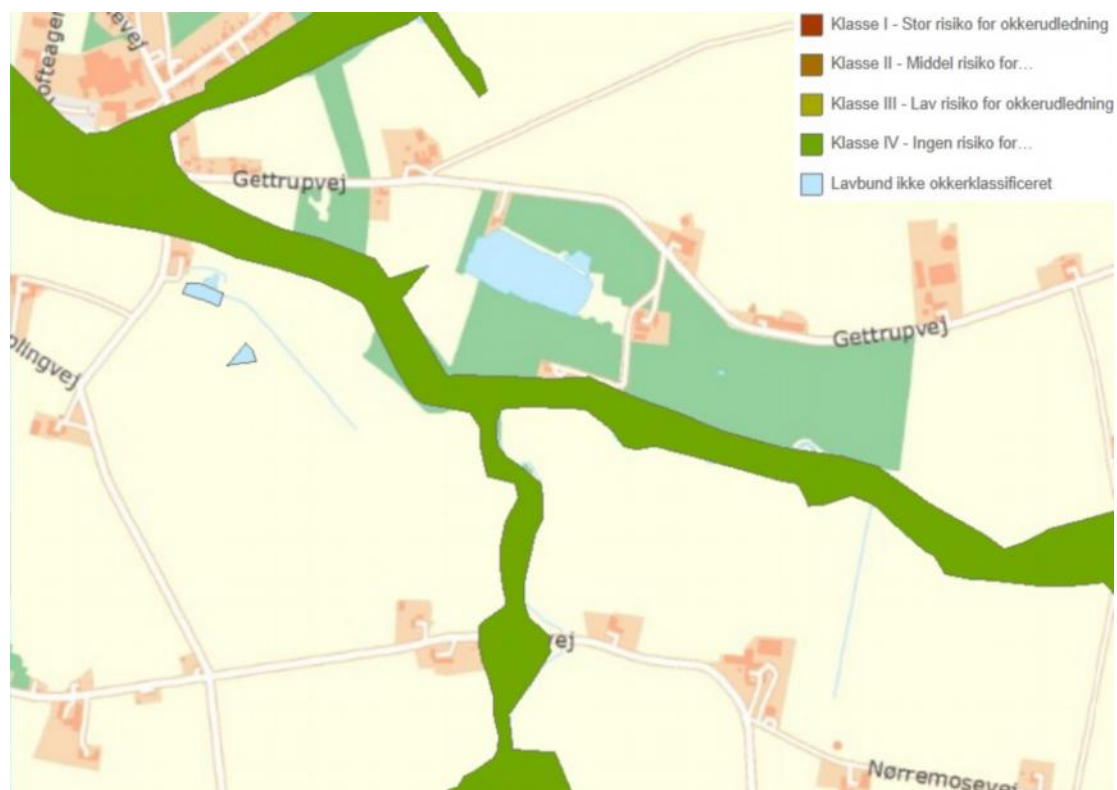 Klasse I - Stor risiko for okkerudledning
Klasse II - Middel risiko for...
Klasse III - Lav risiko for okkerudledning
Klasse IV - Ingen risiko for...
Lavbund ikke okkerklassificeret
Gettrupvej
Gettrupvej
Nørremosevej